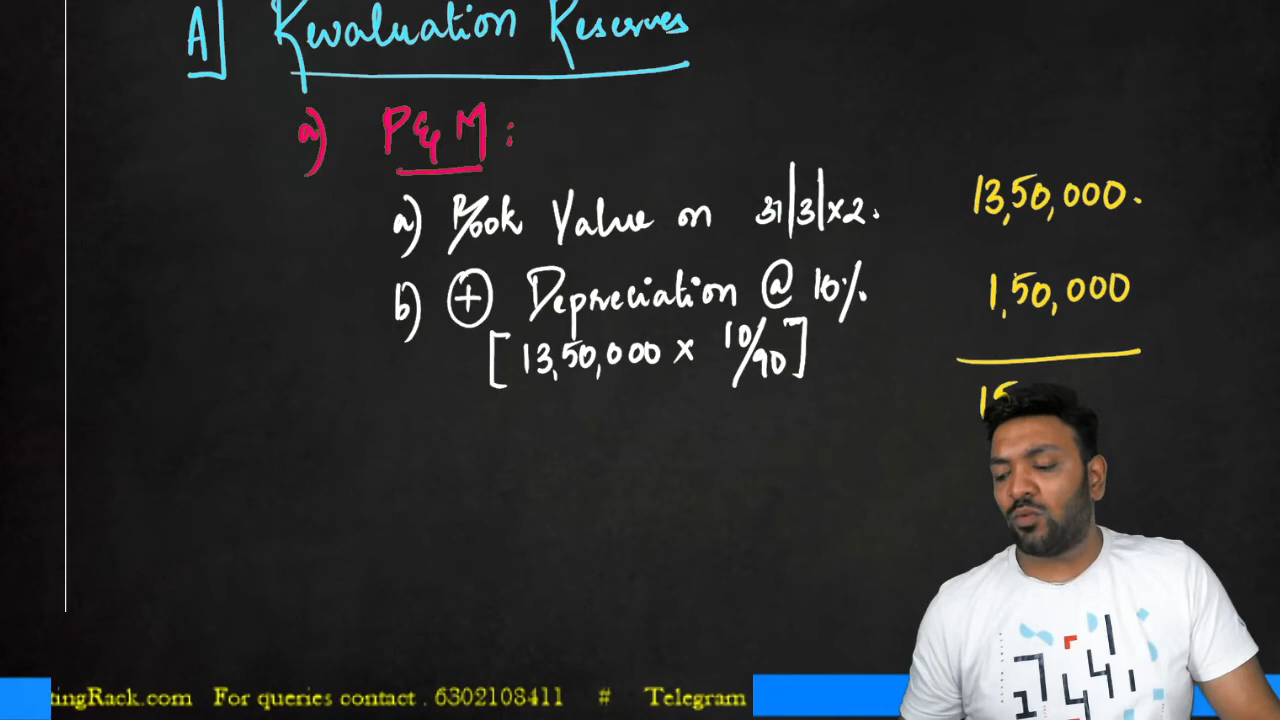 A] Revaluation Reserves
a) P & M :
a) Book Value on 31/3/x2. 13,50,000.
b) (+) Depreciation @ 10% 1,50,000
[13,50,000 x 10/90]
15
tingRack.com For queries contact . 6302108411 # Telegram